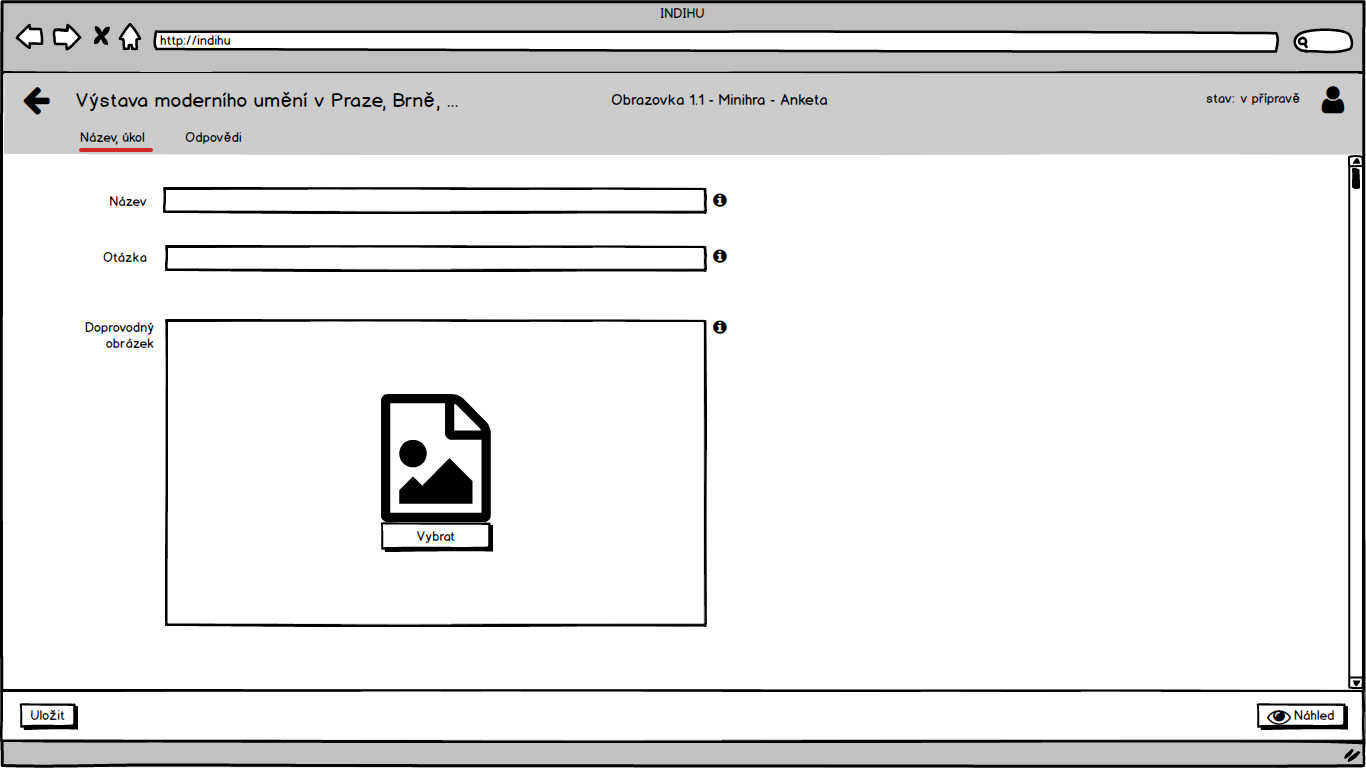 INDIHU
http://indihu
Výstava moderního umění v Praze, Brně, ...
Obrazovka 1.1 - Minihra - Anketa
stav: v přípravě
Název, úkol
Odpovědi
Název
Otázka
Doprovodný
obrázek
Vybrat
Uložit
Náhled